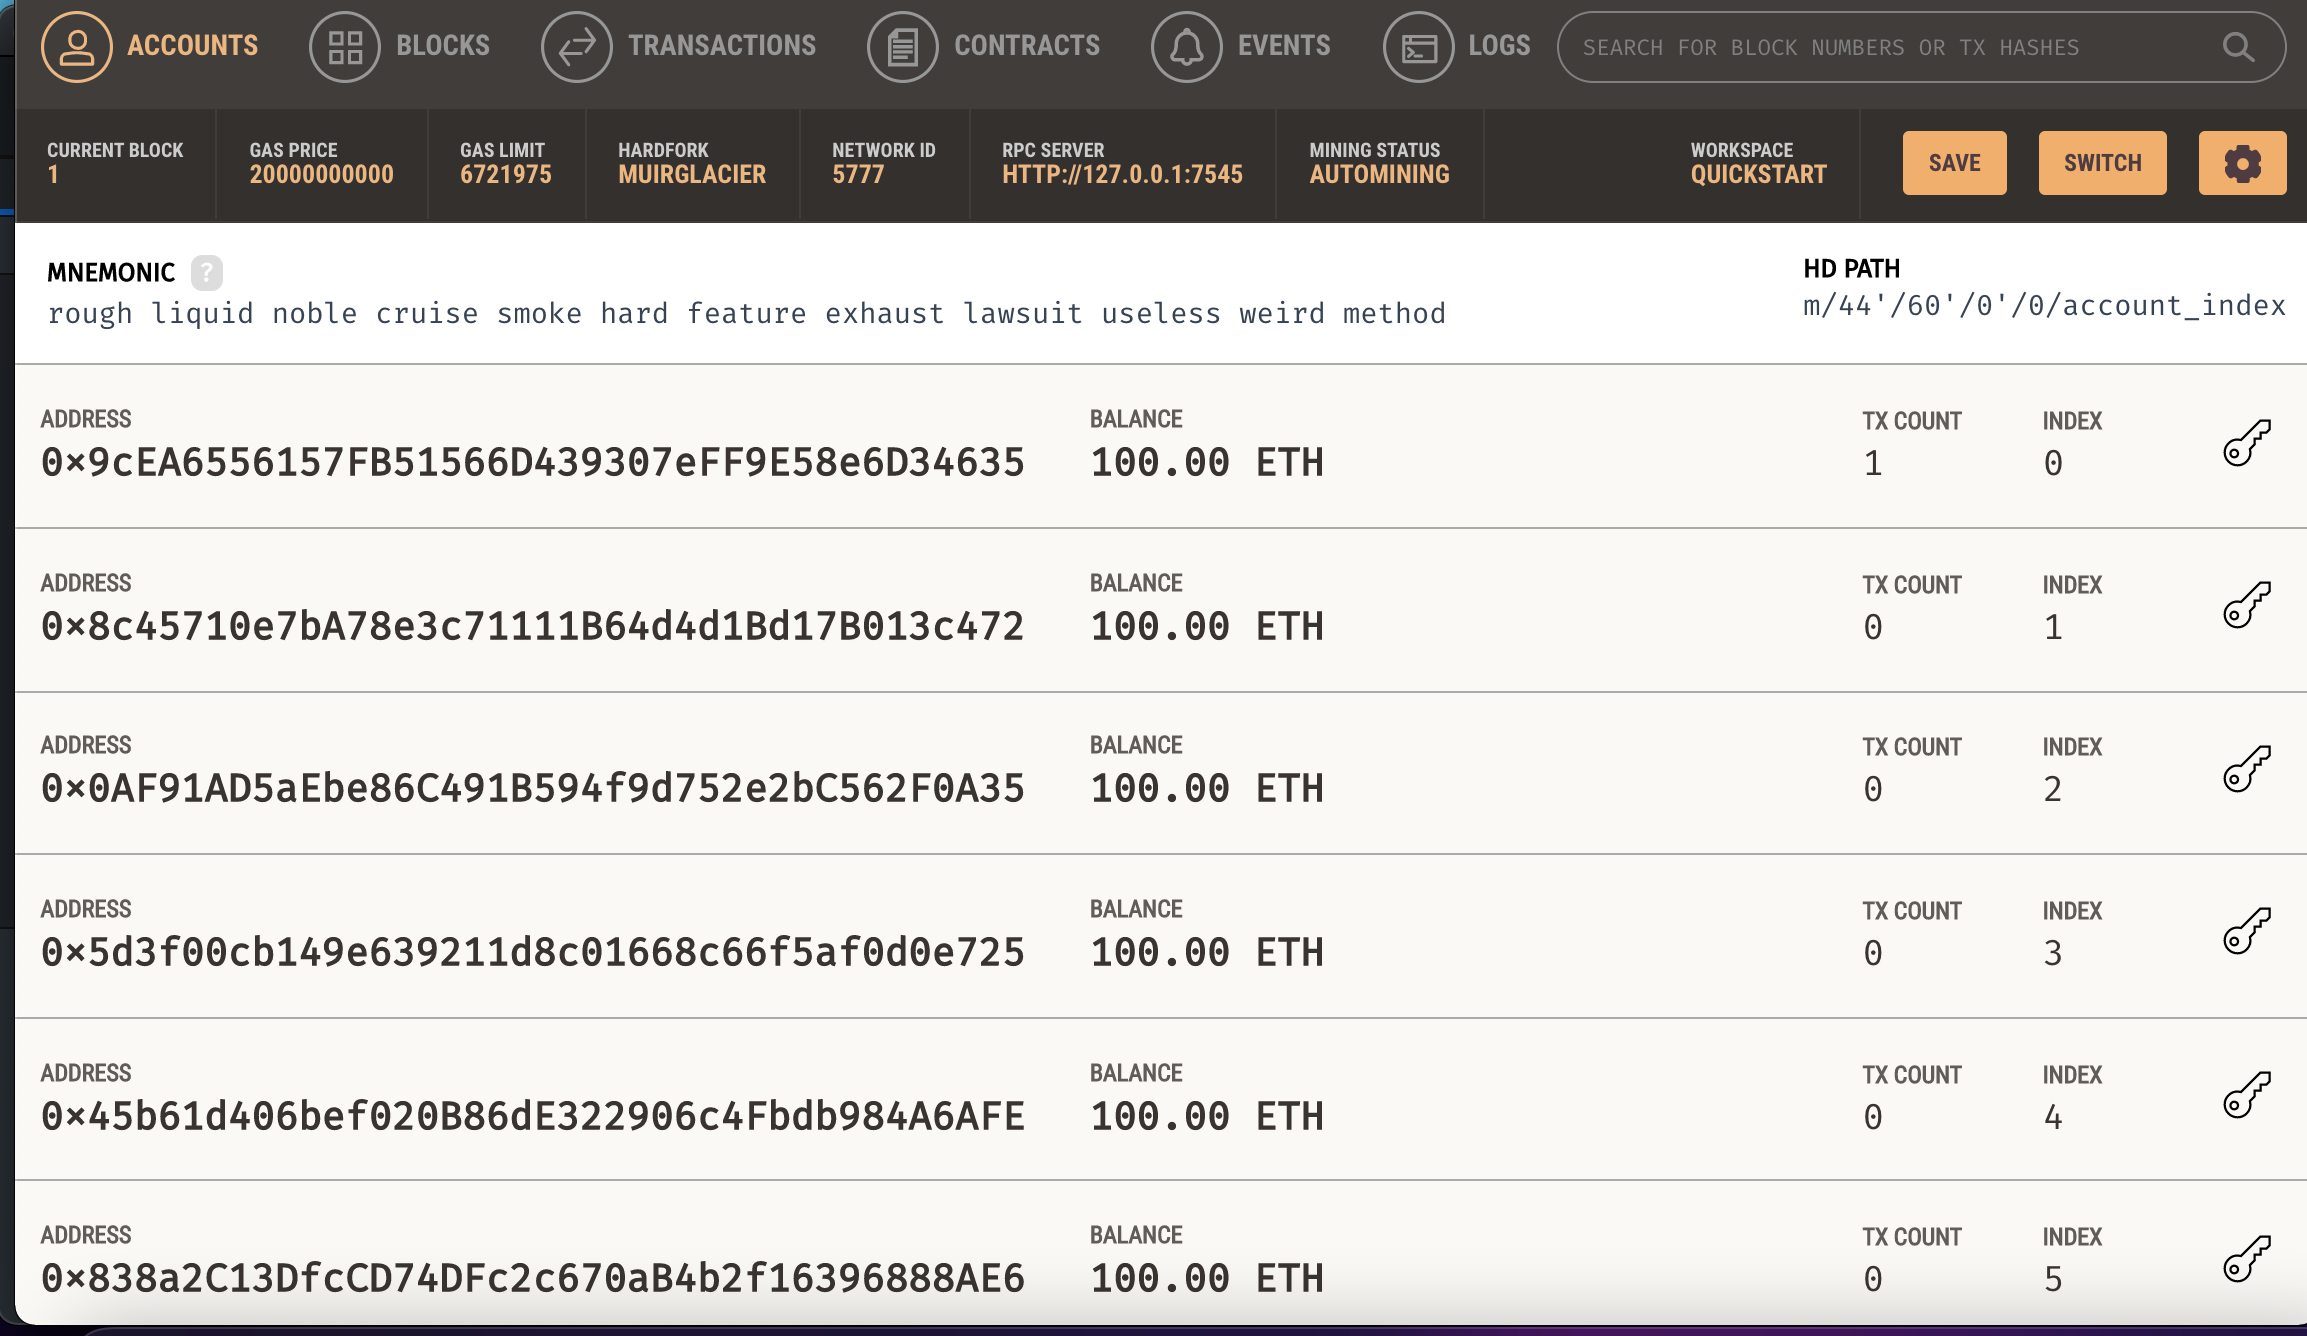 ACCOUNTS BLOCKS TRANSACTIONS CONTRACTS EVENTS LOGS SEARCH FOR BLOCK NUMBERS OR TX HASHES
CURRENT BLOCK GAS PRICE GAS LIMIT HARDFORK NETWORK ID RPC SERVER MINING STATUS WORKSPACE
1 20000000000 6721975 MUIRGLACIER 5777 HTTP://127.0.0.1:7545 AUTOMINING QUICKSTART SAVE SWITCH
MNEMONIC ? HD PATH
rough liquid noble cruise smoke hard feature exhaust lawsuit useless weird method m/44'/60'/0'/0/account_index
ADDRESS BALANCE TX COUNT INDEX
0×9cEA6556157FB51566D439307eFF9E58e6D34635 100.00 ETH 1 0
ADDRESS BALANCE TX COUNT INDEX
0×8c45710e7bA78e3c71111B64d4d1Bd17B013c472 100.00 ETH 0 1
ADDRESS BALANCE TX COUNT INDEX
0×0AF91AD5aEbe86C491B594f9d752e2bC562F0A35 100.00 ETH 0 2
ADDRESS BALANCE TX COUNT INDEX
0×5d3f00cb149e639211d8c01668c66f5af0d0e725 100.00 ETH 0 3
ADDRESS BALANCE TX COUNT INDEX
0×45b61d406bef020B86dE322906c4Fbdb984A6AFE 100.00 ETH 0 4
ADDRESS BALANCE TX COUNT INDEX
0×838a2C13DfcCD74DFc2c670aB4b2f16396888AE6 100.00 ETH 0 5